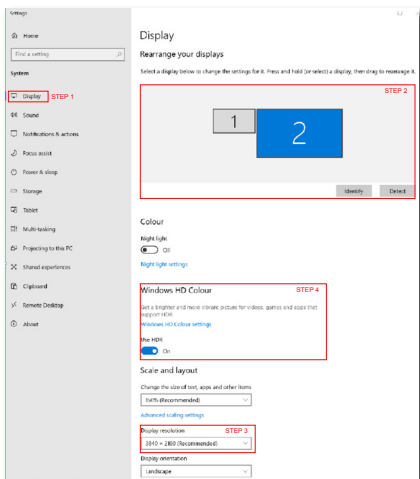 Settings
Home
Find a setting
System
Display STEP 1
Sound
Notifications & actions
Focus assist
Power & sleep
Storage
Tablet
Multi-tasking
Projecting to this PC
Shared experiences
Clipboard
Remote Desktop
About
Display
Rearrange your displays
Select a display below to change the settings for it. Press and hold (or select) a display, then drag to rearrange it.
STEP 2
1
2
Identify Detect
Colour
Night light
Off
Night light settings
Windows HD Colour STEP 4
Get a brighter and more vibrant picture for videos, games and apps that
support HDR.
Windows HD Colour settings
Use HDR
On
Scale and layout
Change the size of text, apps and other items
(Recommended)
Advanced scaling settings
Display resolution STEP 3
3840 × 2160 (Recommended)
Display orientation
Landscape